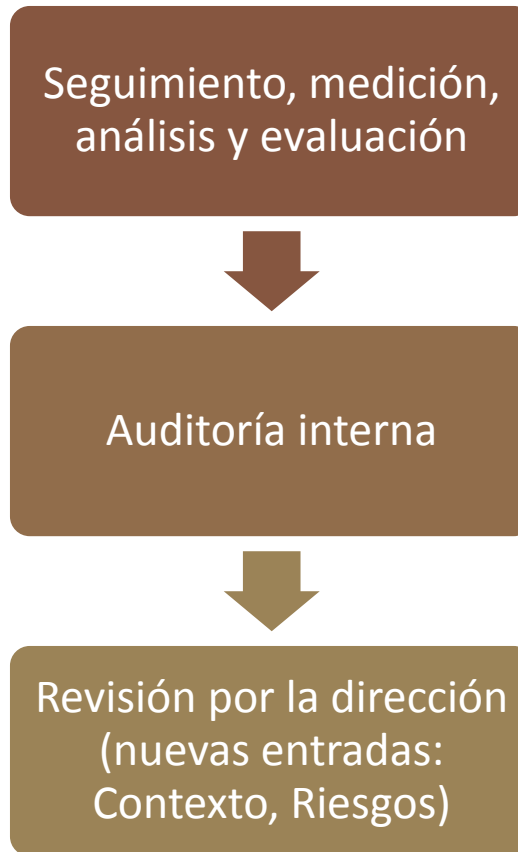 Seguimiento, medición,
análisis y evaluación
Auditoría interna
Revisión por la dirección
(nuevas entradas:
Contexto, Riesgos)